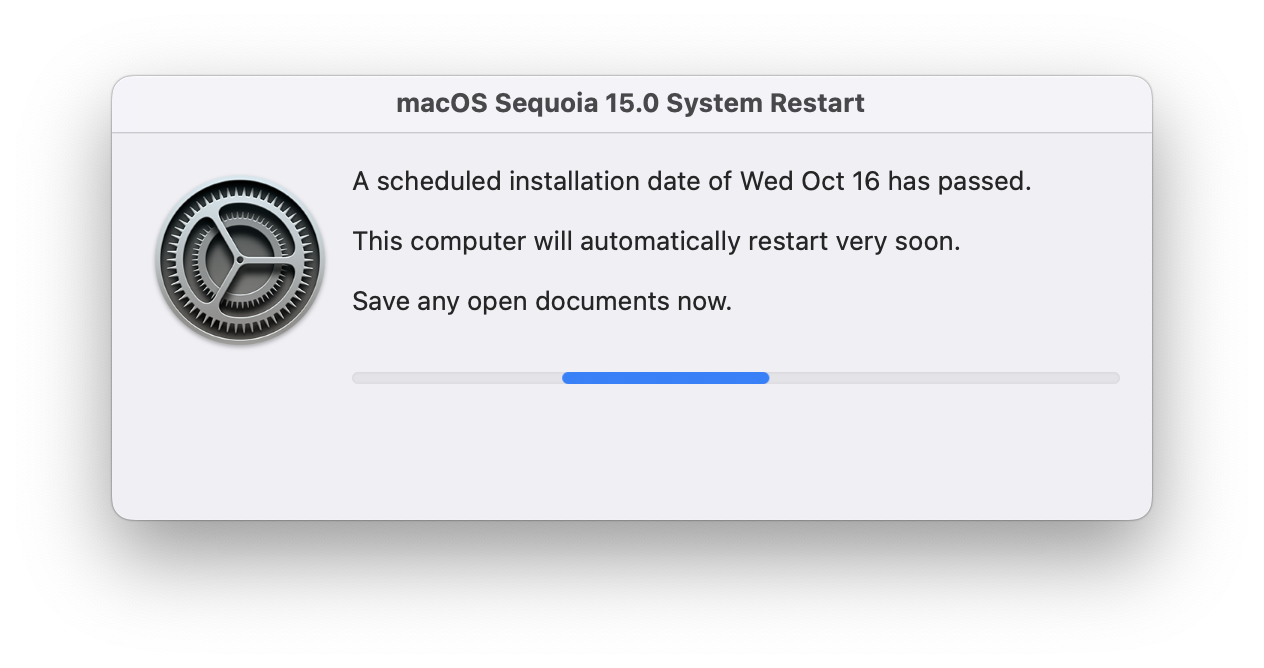 macOS Sequoia 15.0 System Restart
A scheduled installation date of Wed Oct 16 has passed.
This computer will automatically restart very soon.
Save any open documents now.